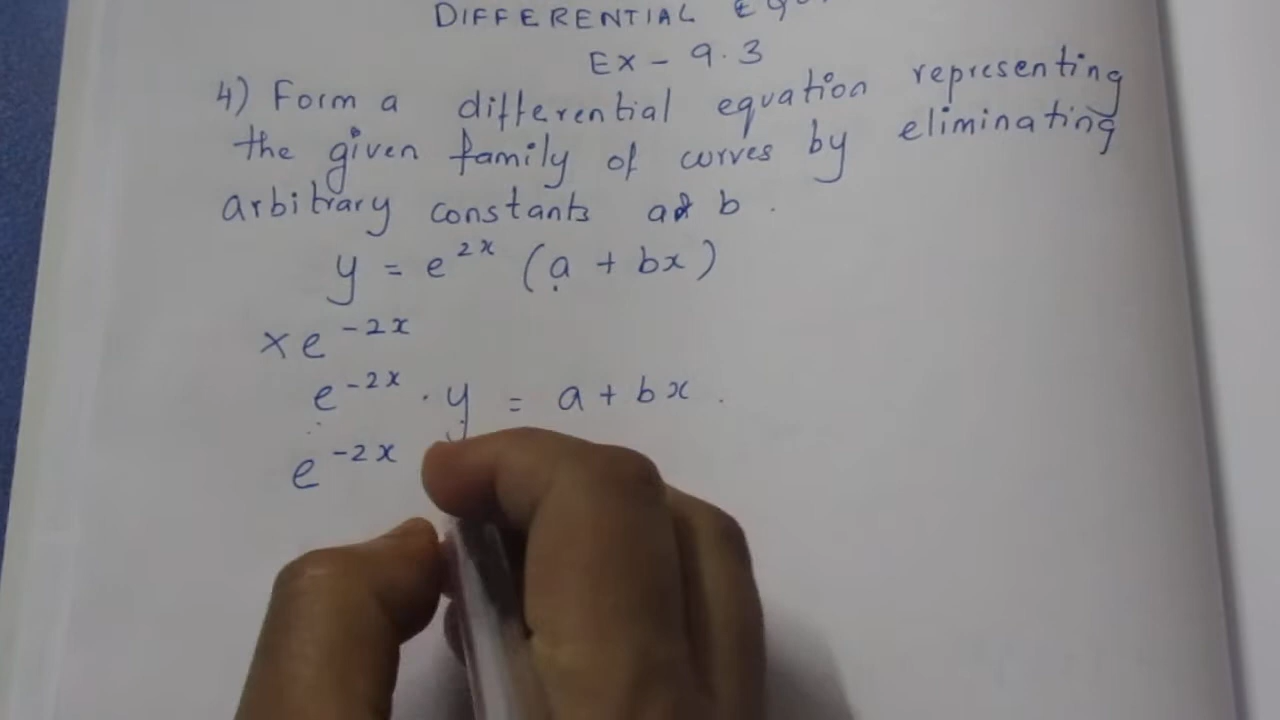 DIFFERENTIAL
EX - 9.3
4) Form a differential equation representing
the given family of curves by eliminating
arbitrary constants a & b.
y = e^2x (a + bx)
× e^-2x
e^-2x . y = a + bx .
e^-2x